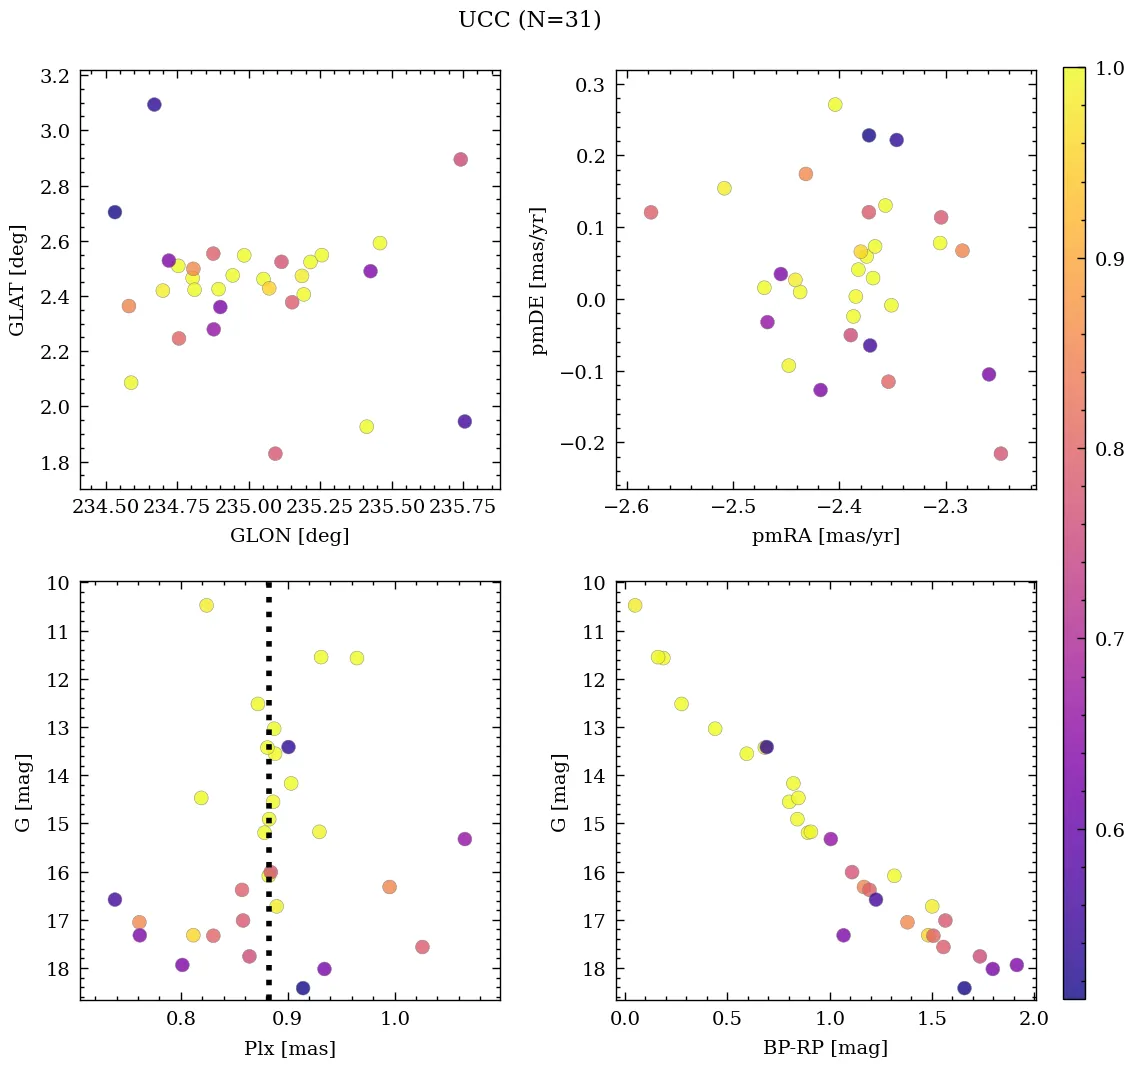 UCC (N=31)
3.2
3.0
2.8
2.6
2.4
2.2
2.0
1.8
GLAT [deg]
234.50 234.75 235.00 235.25 235.50 235.75
GLON [deg]
0.3
0.2
0.1
0.0
−0.1
−0.2
pmDE [mas/yr]
−2.6 −2.5 −2.4 −2.3
pmRA [mas/yr]
10
11
12
13
14
15
16
17
18
G [mag]
0.8 0.9 1.0
Plx [mas]
10
11
12
13
14
15
16
17
18
G [mag]
0.0 0.5 1.0 1.5 2.0
BP-RP [mag]
1.0
0.9
0.8
0.7
0.6